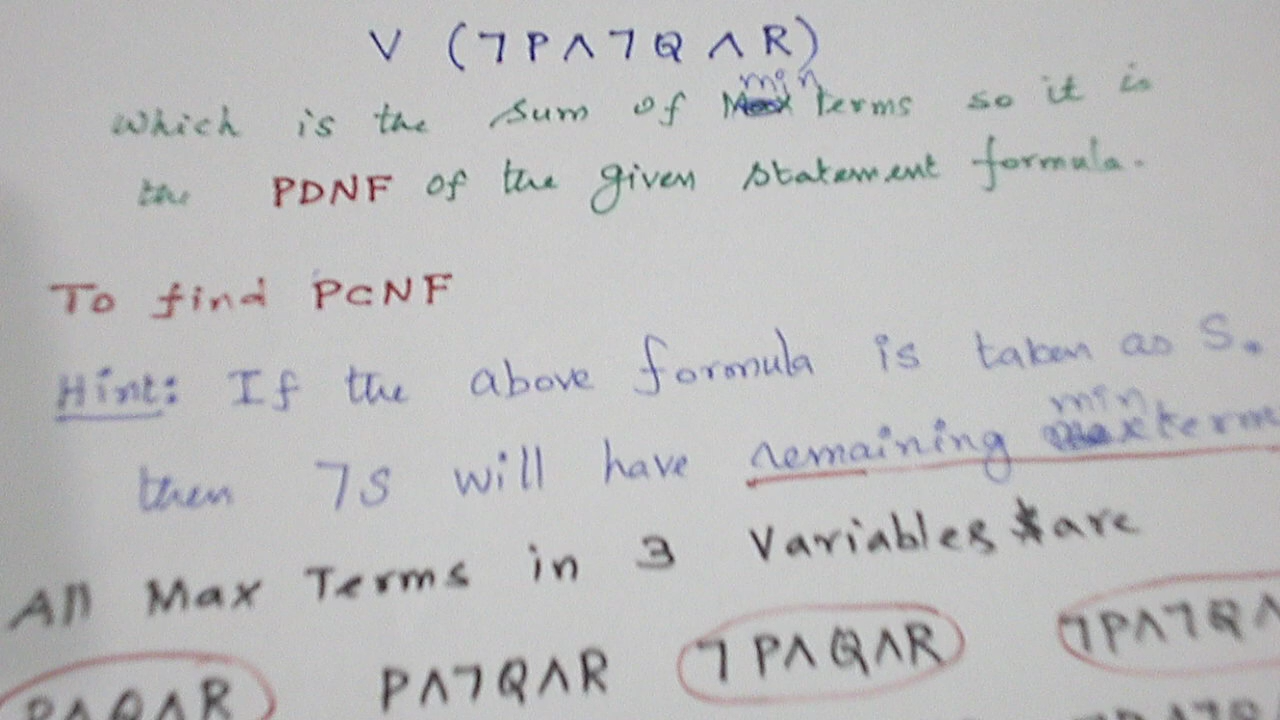 ∨ (¬P∧¬Q∧R)
min
which is the sum of Max terms so it is
the PDNF of the given statement formula.
To find PCNF
Hint: If the above formula is taken as S.
min
then ¬S will have remaining Max term
All Max Terms in 3 Variables are
P∧Q∧R P∧¬Q∧R ¬P∧Q∧R ¬P∧¬Q∧